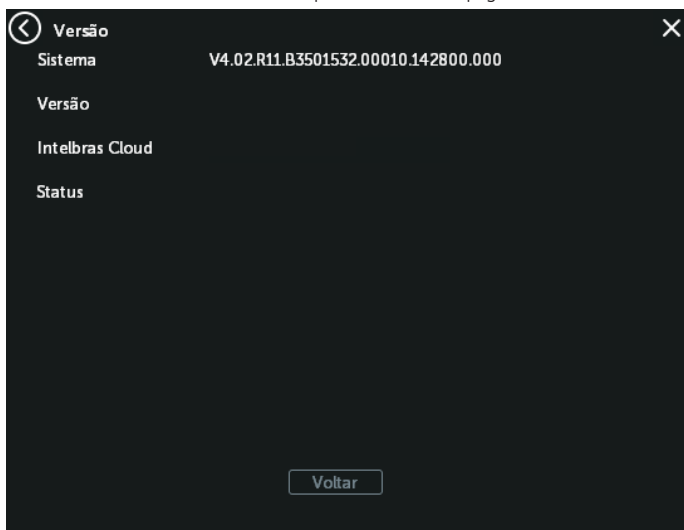 Versão
Sistema V4.02.R11.B3501532.00010.142800.000
Versão
Intelbras Cloud
Status
Voltar